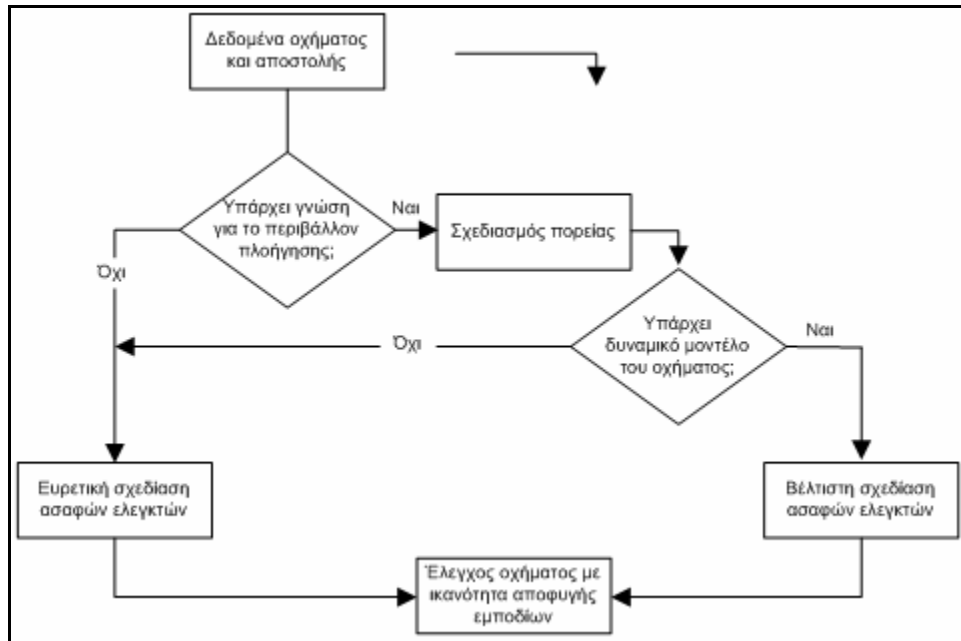 Δεδομένα οχήματος
και αποστολής
Υπάρχει γνώση
για το περιβάλλον
πλοήγησης;
Ναι
Σχεδιασμός πορείας
Όχι
Υπάρχει
δυναμικό μοντέλο
του οχήματος;
Ναι
Όχι
Ευρετική σχεδίαση
ασαφών ελεγκτών
Βέλτιστη σχεδίαση
ασαφών ελεγκτών
Έλεγχος οχήματος με
ικανότητα αποφυγής
εμποδίων